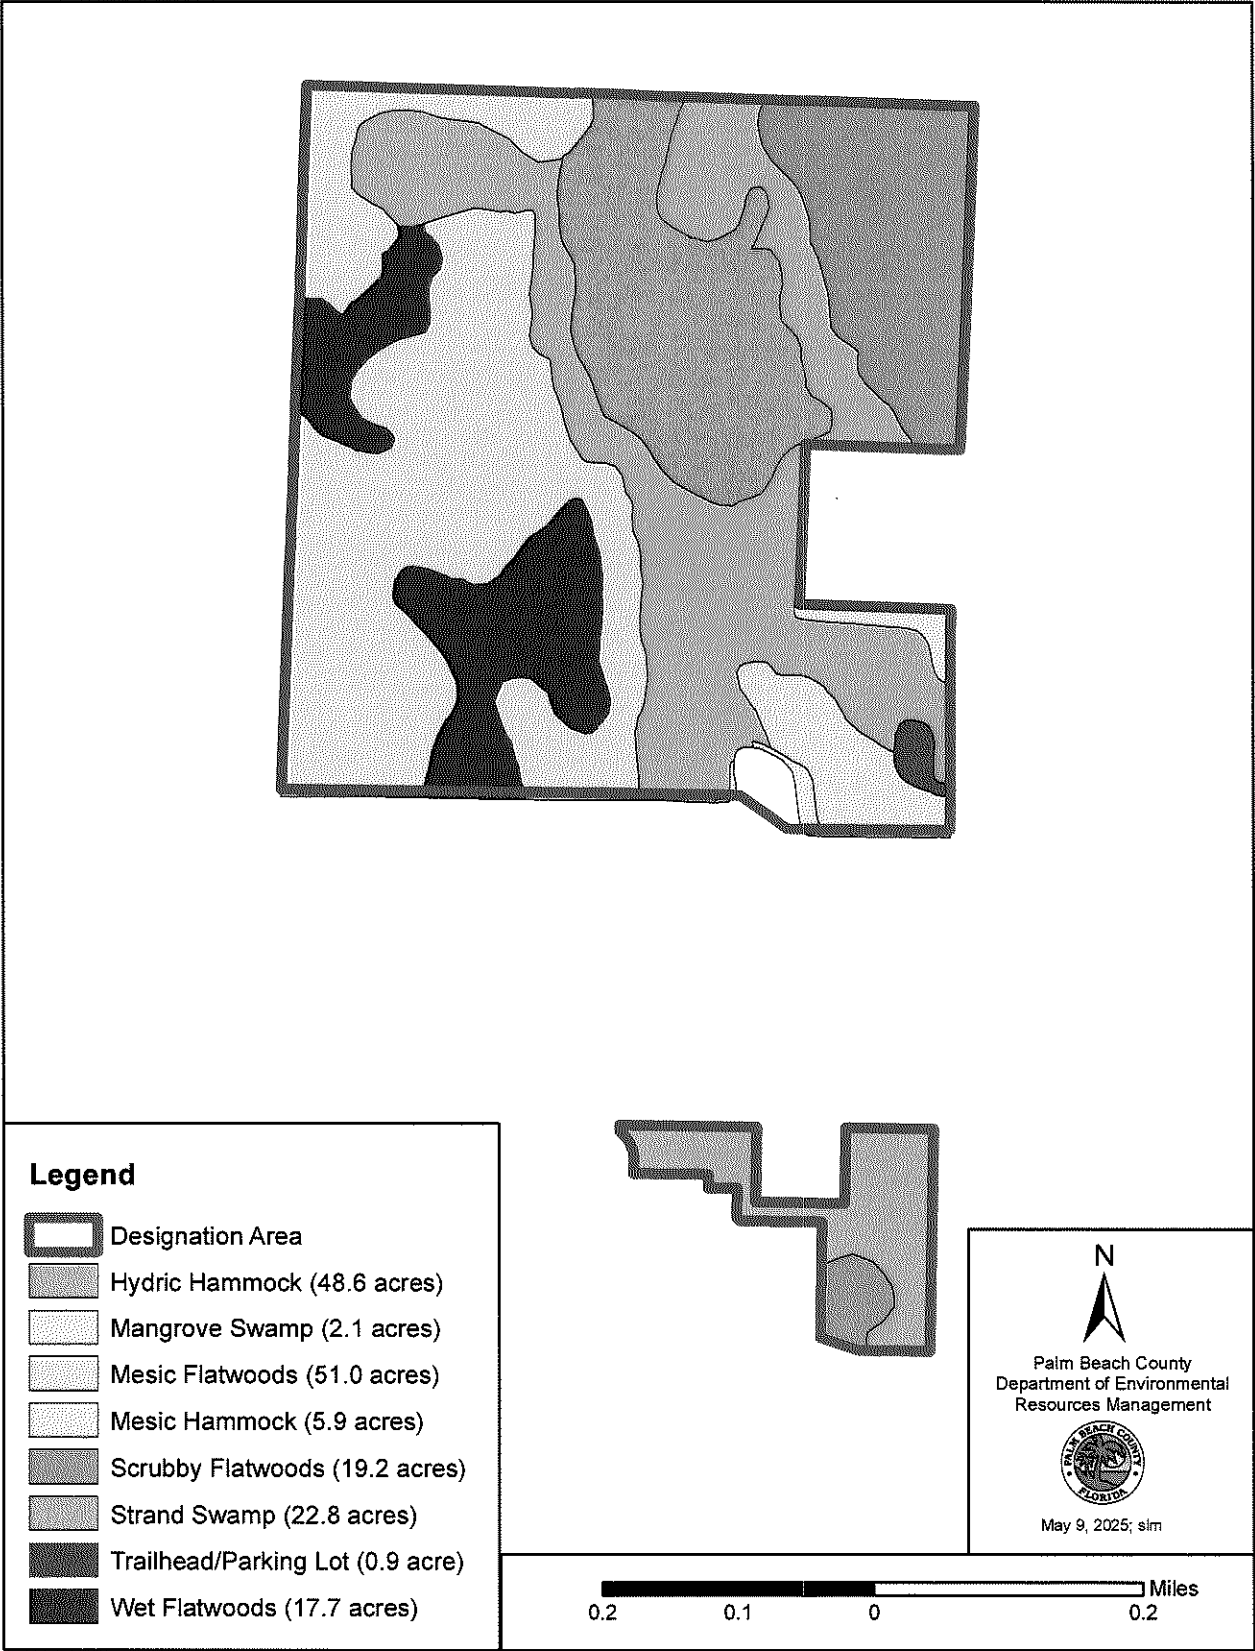 Legend
Designation Area
Hydric Hammock (48.6 acres)
Mangrove Swamp (2.1 acres)
Mesic Flatwoods (51.0 acres)
Mesic Hammock (5.9 acres)
Scrubby Flatwoods (19.2 acres)
Strand Swamp (22.8 acres)
Trailhead/Parking Lot (0.9 acre)
Wet Flatwoods (17.7 acres)
N
Palm Beach County
Department of Environmental
Resources Management
PALM BEACH COUNTY
FLORIDA
May 9, 2025; slm
Miles
0.2 0.1 0 0.2